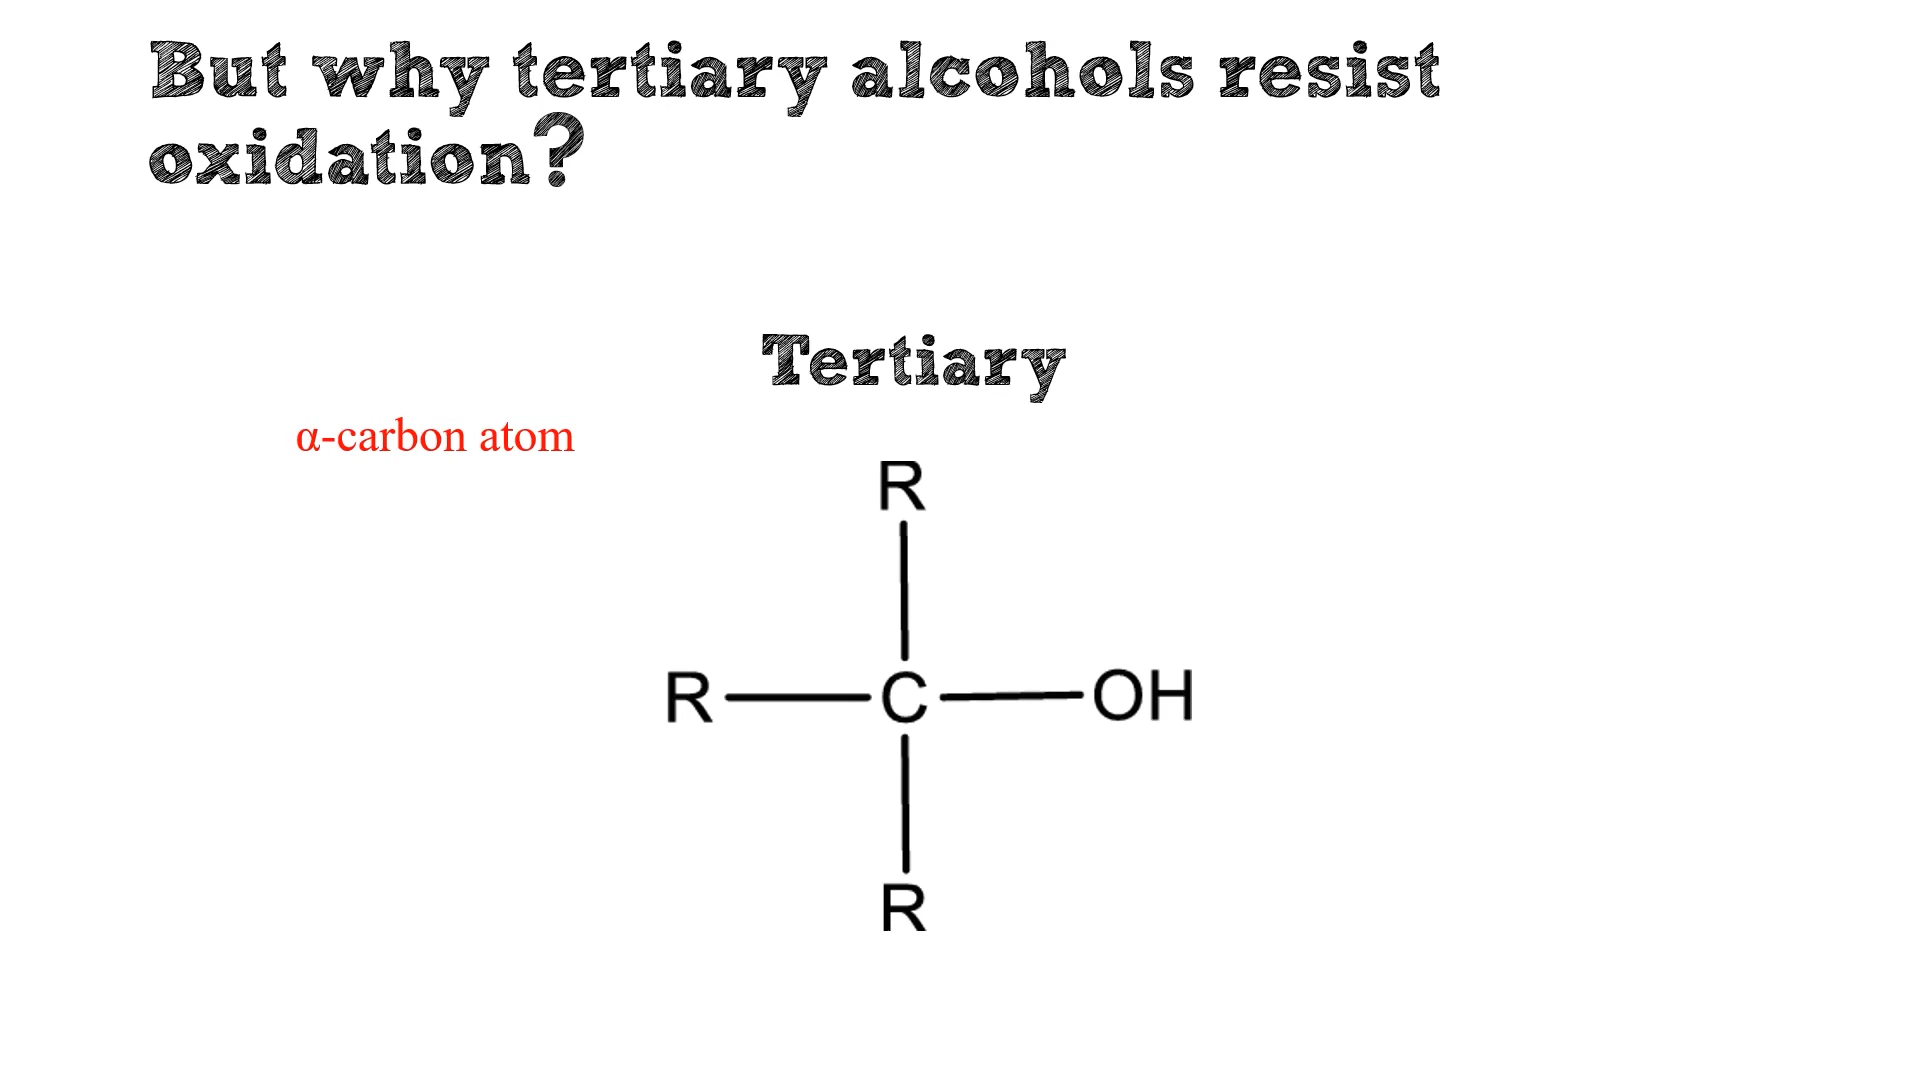 But why tertiary alcohols resist
oxidation?
Tertiary
α-carbon atom
R
R C OH
R